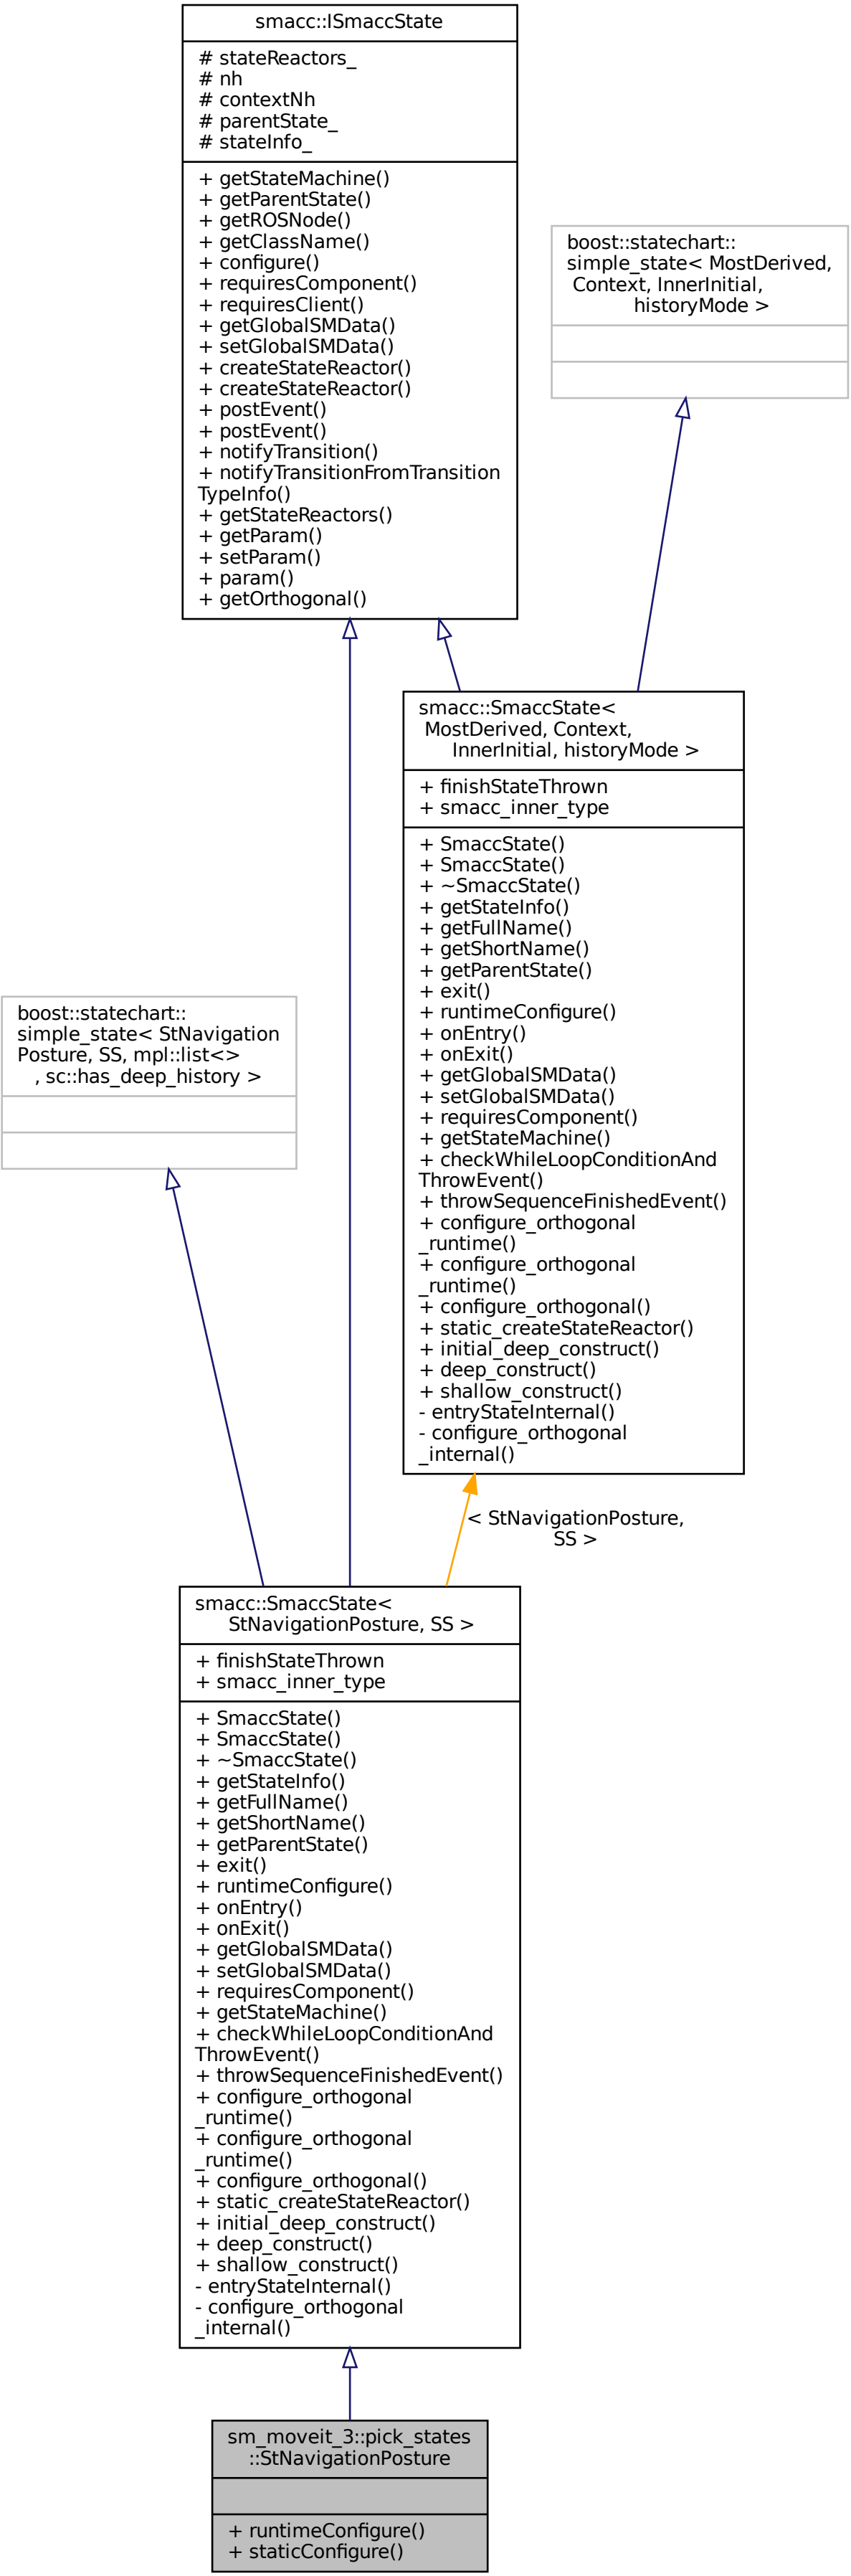 smacc::ISmaccState
# stateReactors_
# nh
# contextNh
# parentState_
# stateInfo_
+ getStateMachine()
+ getParentState()
+ getROSNode()
+ getClassName()
+ configure()
+ requiresComponent()
+ requiresClient()
+ getGlobalSMData()
+ setGlobalSMData()
+ createStateReactor()
+ createStateReactor()
+ postEvent()
+ postEvent()
+ notifyTransition()
+ notifyTransitionFromTransition
TypeInfo()
+ getStateReactors()
+ getParam()
+ setParam()
+ param()
+ getOrthogonal()
boost::statechart::
simple_state< MostDerived,
Context, InnerInitial,
historyMode >
smacc::SmaccState<
MostDerived, Context,
InnerInitial, historyMode >
+ finishStateThrown
+ smacc_inner_type
+ SmaccState()
+ SmaccState()
+ ~SmaccState()
+ getStateInfo()
+ getFullName()
+ getShortName()
+ getParentState()
+ exit()
+ runtimeConfigure()
+ onEntry()
+ onExit()
+ getGlobalSMData()
+ setGlobalSMData()
+ requiresComponent()
+ getStateMachine()
+ checkWhileLoopConditionAnd
ThrowEvent()
+ throwSequenceFinishedEvent()
+ configure_orthogonal
_runtime()
+ configure_orthogonal
_runtime()
+ configure_orthogonal()
+ static_createStateReactor()
+ initial_deep_construct()
+ deep_construct()
+ shallow_construct()
- entryStateInternal()
- configure_orthogonal
_internal()
boost::statechart::
simple_state< StNavigation
Posture, SS, mpl::list<>
, sc::has_deep_history >
< StNavigationPosture,
SS >
smacc::SmaccState<
StNavigationPosture, SS >
+ finishStateThrown
+ smacc_inner_type
+ SmaccState()
+ SmaccState()
+ ~SmaccState()
+ getStateInfo()
+ getFullName()
+ getShortName()
+ getParentState()
+ exit()
+ runtimeConfigure()
+ onEntry()
+ onExit()
+ getGlobalSMData()
+ setGlobalSMData()
+ requiresComponent()
+ getStateMachine()
+ checkWhileLoopConditionAnd
ThrowEvent()
+ throwSequenceFinishedEvent()
+ configure_orthogonal
_runtime()
+ configure_orthogonal
_runtime()
+ configure_orthogonal()
+ static_createStateReactor()
+ initial_deep_construct()
+ deep_construct()
+ shallow_construct()
- entryStateInternal()
- configure_orthogonal
_internal()
sm_moveit_3::pick_states
::StNavigationPosture
+ runtimeConfigure()
+ staticConfigure()